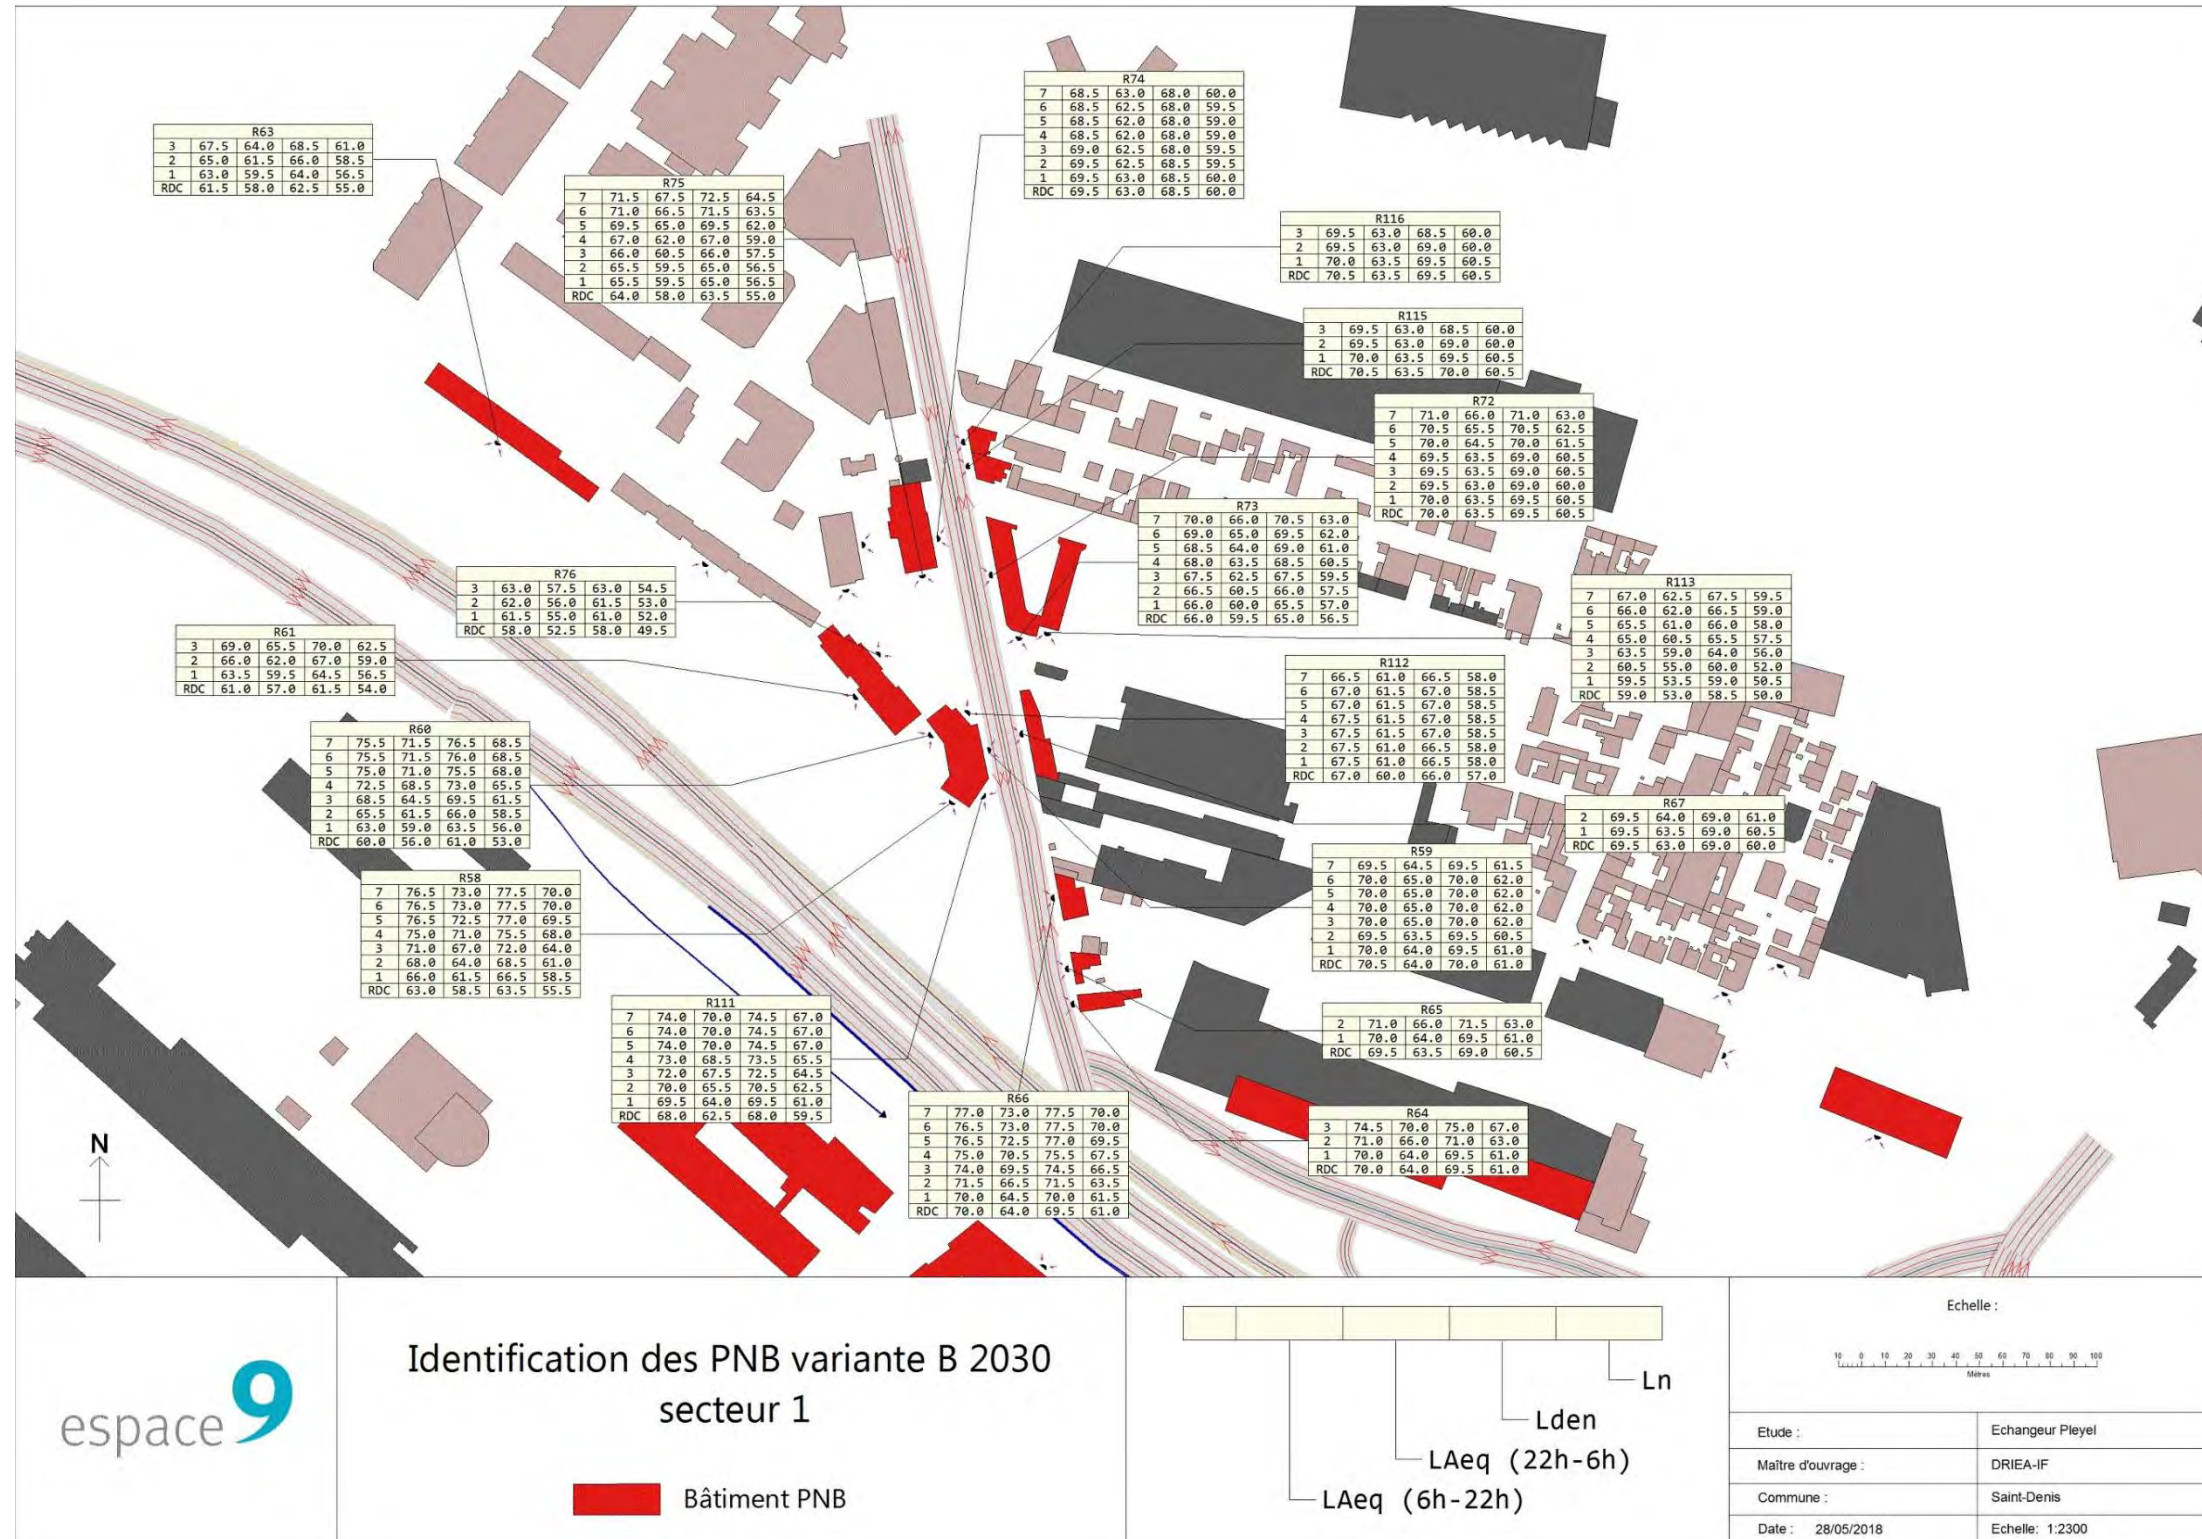 R74
7 68.5 63.0 68.0 60.0
6 68.5 62.5 68.0 59.5
5 68.5 62.0 68.0 59.0
4 68.5 62.0 68.0 59.0
3 69.0 62.5 68.0 59.5
2 69.5 62.5 68.5 59.5
1 69.5 63.0 68.5 60.0
RDC 69.5 63.0 68.5 60.0
R63
3 67.5 64.0 68.5 61.0
2 65.0 61.5 66.0 58.5
1 63.0 59.5 64.0 56.5
RDC 61.5 58.0 62.5 55.0
R75
7 71.5 67.5 72.5 64.5
6 71.0 66.5 71.5 63.5
5 69.5 65.0 69.5 62.0
4 67.0 62.0 67.0 59.0
3 66.0 60.5 66.0 57.5
2 65.5 59.5 65.0 56.5
1 65.5 59.5 65.0 56.5
RDC 64.0 58.0 63.5 55.0
R116
3 69.5 63.0 68.5 60.0
2 69.5 63.0 69.0 60.0
1 70.0 63.5 69.5 60.5
RDC 70.5 63.5 69.5 60.5
R115
3 69.5 63.0 68.5 60.0
2 69.5 63.0 69.0 60.0
1 70.0 63.5 69.5 60.5
RDC 70.5 63.5 70.0 60.5
R72
7 71.0 66.0 71.0 63.0
6 70.5 65.5 70.5 62.5
5 70.0 64.5 70.0 61.5
4 69.5 63.5 69.0 60.5
3 69.5 63.5 69.0 60.5
2 69.5 63.0 69.0 60.0
1 70.0 63.5 69.5 60.5
RDC 70.0 63.5 69.5 60.5
R73
7 70.0 66.0 70.5 63.0
6 69.0 65.0 69.5 62.0
5 68.5 64.0 69.0 61.0
4 68.0 63.5 68.5 60.5
3 67.5 62.5 67.5 59.5
2 66.5 60.5 66.0 57.5
1 66.0 60.0 65.5 57.0
RDC 66.0 59.5 65.0 56.5
R76
3 63.0 57.5 63.0 54.5
2 62.0 56.0 61.5 53.0
1 61.5 55.0 61.0 52.0
RDC 58.0 52.5 58.0 49.5
R113
7 67.0 62.5 67.5 59.5
6 66.0 62.0 66.5 59.0
5 65.5 61.0 66.0 58.0
4 65.0 60.5 65.5 57.5
3 63.5 59.0 64.0 56.0
2 60.5 55.0 60.0 52.0
1 59.5 53.5 59.0 50.5
RDC 59.0 53.0 58.5 50.0
R61
3 69.0 65.5 70.0 62.5
2 66.0 62.0 67.0 59.0
1 63.5 59.5 64.5 56.5
RDC 61.0 57.0 61.5 54.0
R112
7 66.5 61.0 66.5 58.0
6 67.0 61.5 67.0 58.5
5 67.0 61.5 67.0 58.5
4 67.5 61.5 67.0 58.5
3 67.5 61.5 67.0 58.5
2 67.5 61.0 66.5 58.0
1 67.5 61.0 66.5 58.0
RDC 67.0 60.0 66.0 57.0
R60
7 75.5 71.5 76.5 68.5
6 75.5 71.5 76.0 68.5
5 75.0 71.0 75.5 68.0
4 72.5 68.5 73.0 65.5
3 68.5 64.5 69.5 61.5
2 65.5 61.5 66.0 58.5
1 63.0 59.0 63.5 56.0
RDC 60.0 56.0 61.0 53.0
R67
2 69.5 64.0 69.0 61.0
1 69.5 63.5 69.0 60.5
RDC 69.5 63.0 69.0 60.0
R59
7 69.5 64.5 69.5 61.5
6 70.0 65.0 70.0 62.0
5 70.0 65.0 70.0 62.0
4 70.0 65.0 70.0 62.0
3 70.0 65.0 70.0 62.0
2 69.5 63.5 69.5 60.5
1 70.0 64.0 69.5 61.0
RDC 70.5 64.0 70.0 61.0
R58
7 76.5 73.0 77.5 70.0
6 76.5 73.0 77.5 70.0
5 76.5 72.5 77.0 69.5
4 75.0 71.0 75.5 68.0
3 71.0 67.0 72.0 64.0
2 68.0 64.0 68.5 61.0
1 66.0 61.5 66.5 58.5
RDC 63.0 58.5 63.5 55.5
R111
7 74.0 70.0 74.5 67.0
6 74.0 70.0 74.5 67.0
5 74.0 70.0 74.5 67.0
4 73.0 68.5 73.5 65.5
3 72.0 67.5 72.5 64.5
2 70.0 65.5 70.5 62.5
1 69.5 64.0 69.5 61.0
RDC 68.0 62.5 68.0 59.5
R65
2 71.0 66.0 71.5 63.0
1 70.0 64.0 69.5 61.0
RDC 69.5 63.5 69.0 60.5
R66
7 77.0 73.0 77.5 70.0
6 76.5 73.0 77.5 70.0
5 76.5 72.5 77.0 69.5
4 75.0 70.5 75.5 67.5
3 74.0 69.5 74.5 66.5
2 71.5 66.5 71.5 63.5
1 70.0 64.5 70.0 61.5
RDC 70.0 64.0 69.5 61.0
R64
3 74.5 70.0 75.0 67.0
2 71.0 66.0 71.0 63.0
1 70.0 64.0 69.5 61.0
RDC 70.0 64.0 69.5 61.0
N
espace 9
Identification des PNB variante B 2030
secteur 1
Bâtiment PNB
Ln
Lden
LAeq (22h-6h)
LAeq (6h-22h)
Echelle :
10 0 10 20 30 40 50 60 70 80 90 100
Mètres
Etude : Echangeur Pleyel
Maître d'ouvrage : DRIEA-IF
Commune : Saint-Denis
Date : 28/05/2018 Echelle: 1:2300